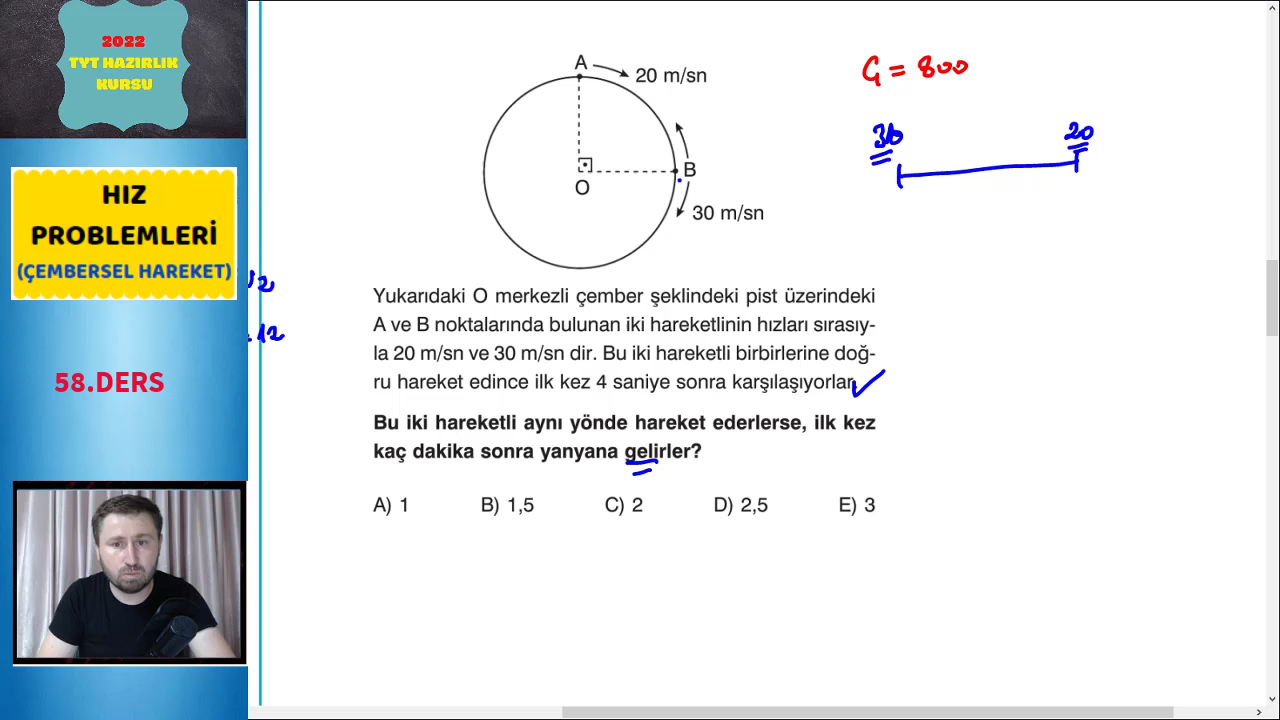 2022
TYT HAZIRLIK
KURSU
HIZ
PROBLEMLERİ
(ÇEMBERSEL HAREKET)
58.DERS
12
12
A
20 m/sn
B
O
30 m/sn
Ç = 800
30
20
Yukarıdaki O merkezli çember şeklindeki pist üzerindeki
A ve B noktalarında bulunan iki hareketlinin hızları sırasıy-
la 20 m/sn ve 30 m/sn dir. Bu iki hareketli birbirlerine doğ-
ru hareket edince ilk kez 4 saniye sonra karşılaşıyorlar.
Bu iki hareketli aynı yönde hareket ederlerse, ilk kez
kaç dakika sonra yanyana gelirler?
A) 1 B) 1,5 C) 2 D) 2,5 E) 3